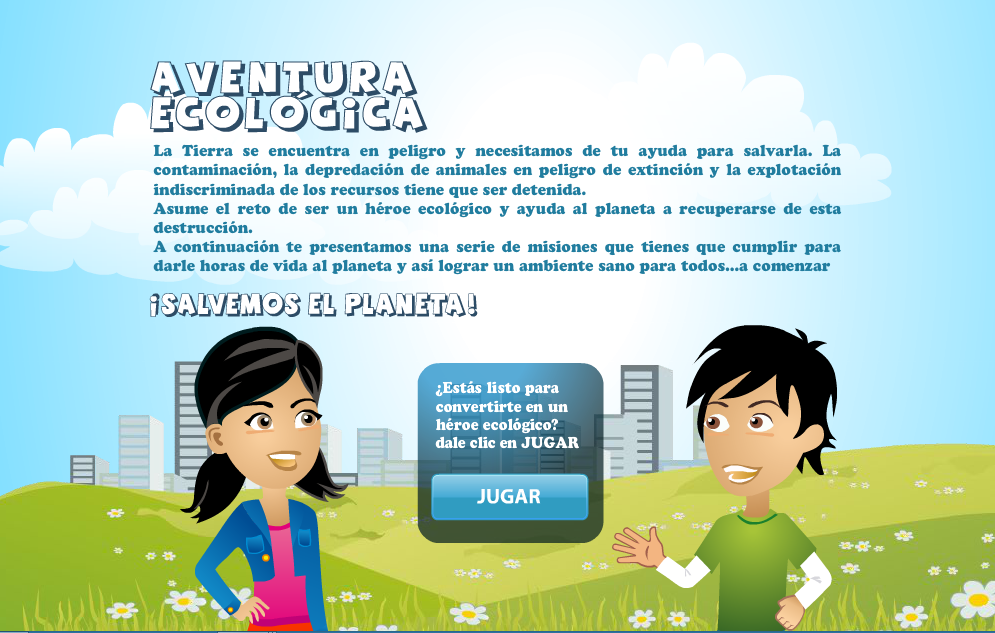 AVENTURA
ECOLÓGICA
La Tierra se encuentra en peligro y necesitamos de tu ayuda para salvarla. La
contaminación, la depredación de animales en peligro de extinción y la explotación
indiscriminada de los recursos tiene que ser detenida.
Asume el reto de ser un héroe ecológico y ayuda al planeta a recuperarse de esta
destrucción.
A continuación te presentamos una serie de misiones que tienes que cumplir para
darle horas de vida al planeta y así lograr un ambiente sano para todos...a comenzar
¡SALVEMOS EL PLANETA!
¿Estás listo para
convertirte en un
héroe ecológico?
dale clic en JUGAR
JUGAR